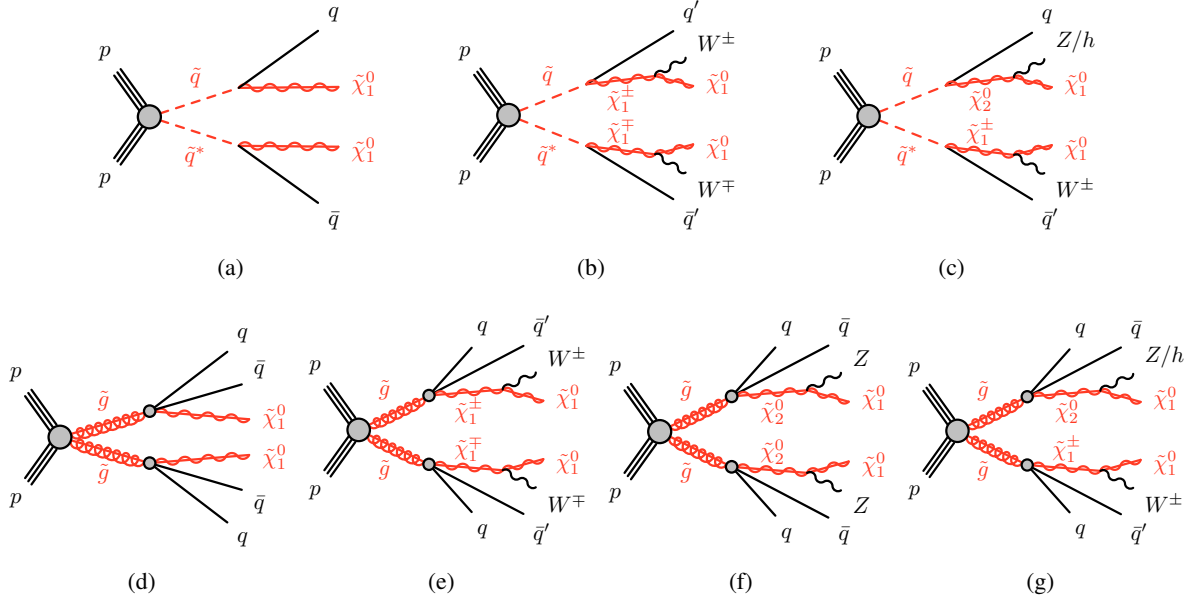 p p q̃ q̃* q χ̃₁⁰ χ̃₁⁰ q̄
(a)
p p q̃ q̃* q′ W± χ̃₁± χ̃₁⁰ χ̃₁∓ χ̃₁⁰ W∓ q̄′
(b)
p p q̃ q̃* q Z/h χ̃₂⁰ χ̃₁⁰ χ̃₁± χ̃₁⁰ W± q̄′
(c)
p p g̃ g̃ q q̄ χ̃₁⁰ χ̃₁⁰ q̄ q
(d)
p p g̃ g̃ q q̄′ W± χ̃₁± χ̃₁⁰ χ̃₁∓ χ̃₁⁰ W∓ q̄′ q
(e)
p p g̃ g̃ q q̄ Z χ̃₂⁰ χ̃₁⁰ χ̃₂⁰ χ̃₁⁰ Z q̄ q
(f)
p p g̃ g̃ q q̄ Z/h χ̃₂⁰ χ̃₁⁰ χ̃₁± χ̃₁⁰ W± q̄′ q
(g)